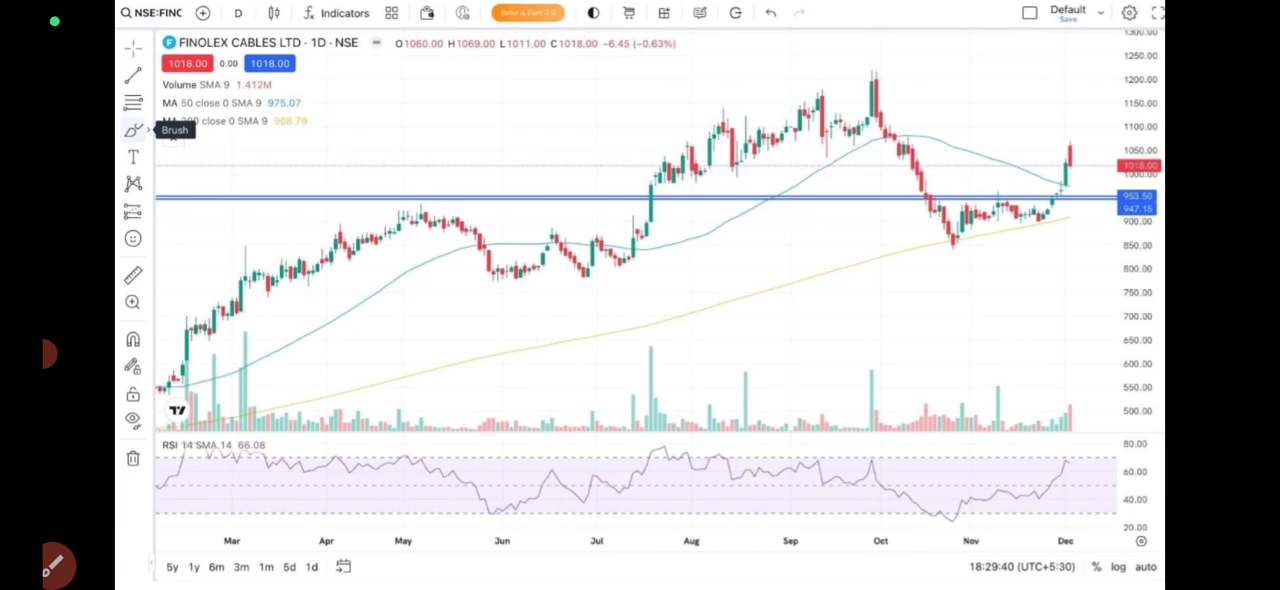 NSE:FINC D Indicators Refer & Earn 2.0 Default
Save
F FINOLEX CABLES LTD · 1D · NSE O1060.00 H1069.00 L1011.00 C1018.00 −6.45 (−0.63%)
1018.00 0.00 1018.00
Volume SMA 9 1.412M
MA 50 close 0 SMA 9 975.07
MA 200 close 0 SMA 9 908.79
Brush
1300.00
1250.00
1200.00
1150.00
1100.00
1050.00
1018.00
1000.00
953.50
947.15
900.00
850.00
800.00
750.00
700.00
650.00
600.00
550.00
500.00
RSI 14 SMA 14 66.08
80.00
60.00
40.00
20.00
Mar Apr May Jun Jul Aug Sep Oct Nov Dec
5y 1y 6m 3m 1m 5d 1d 18:29:40 (UTC+5:30) % log auto